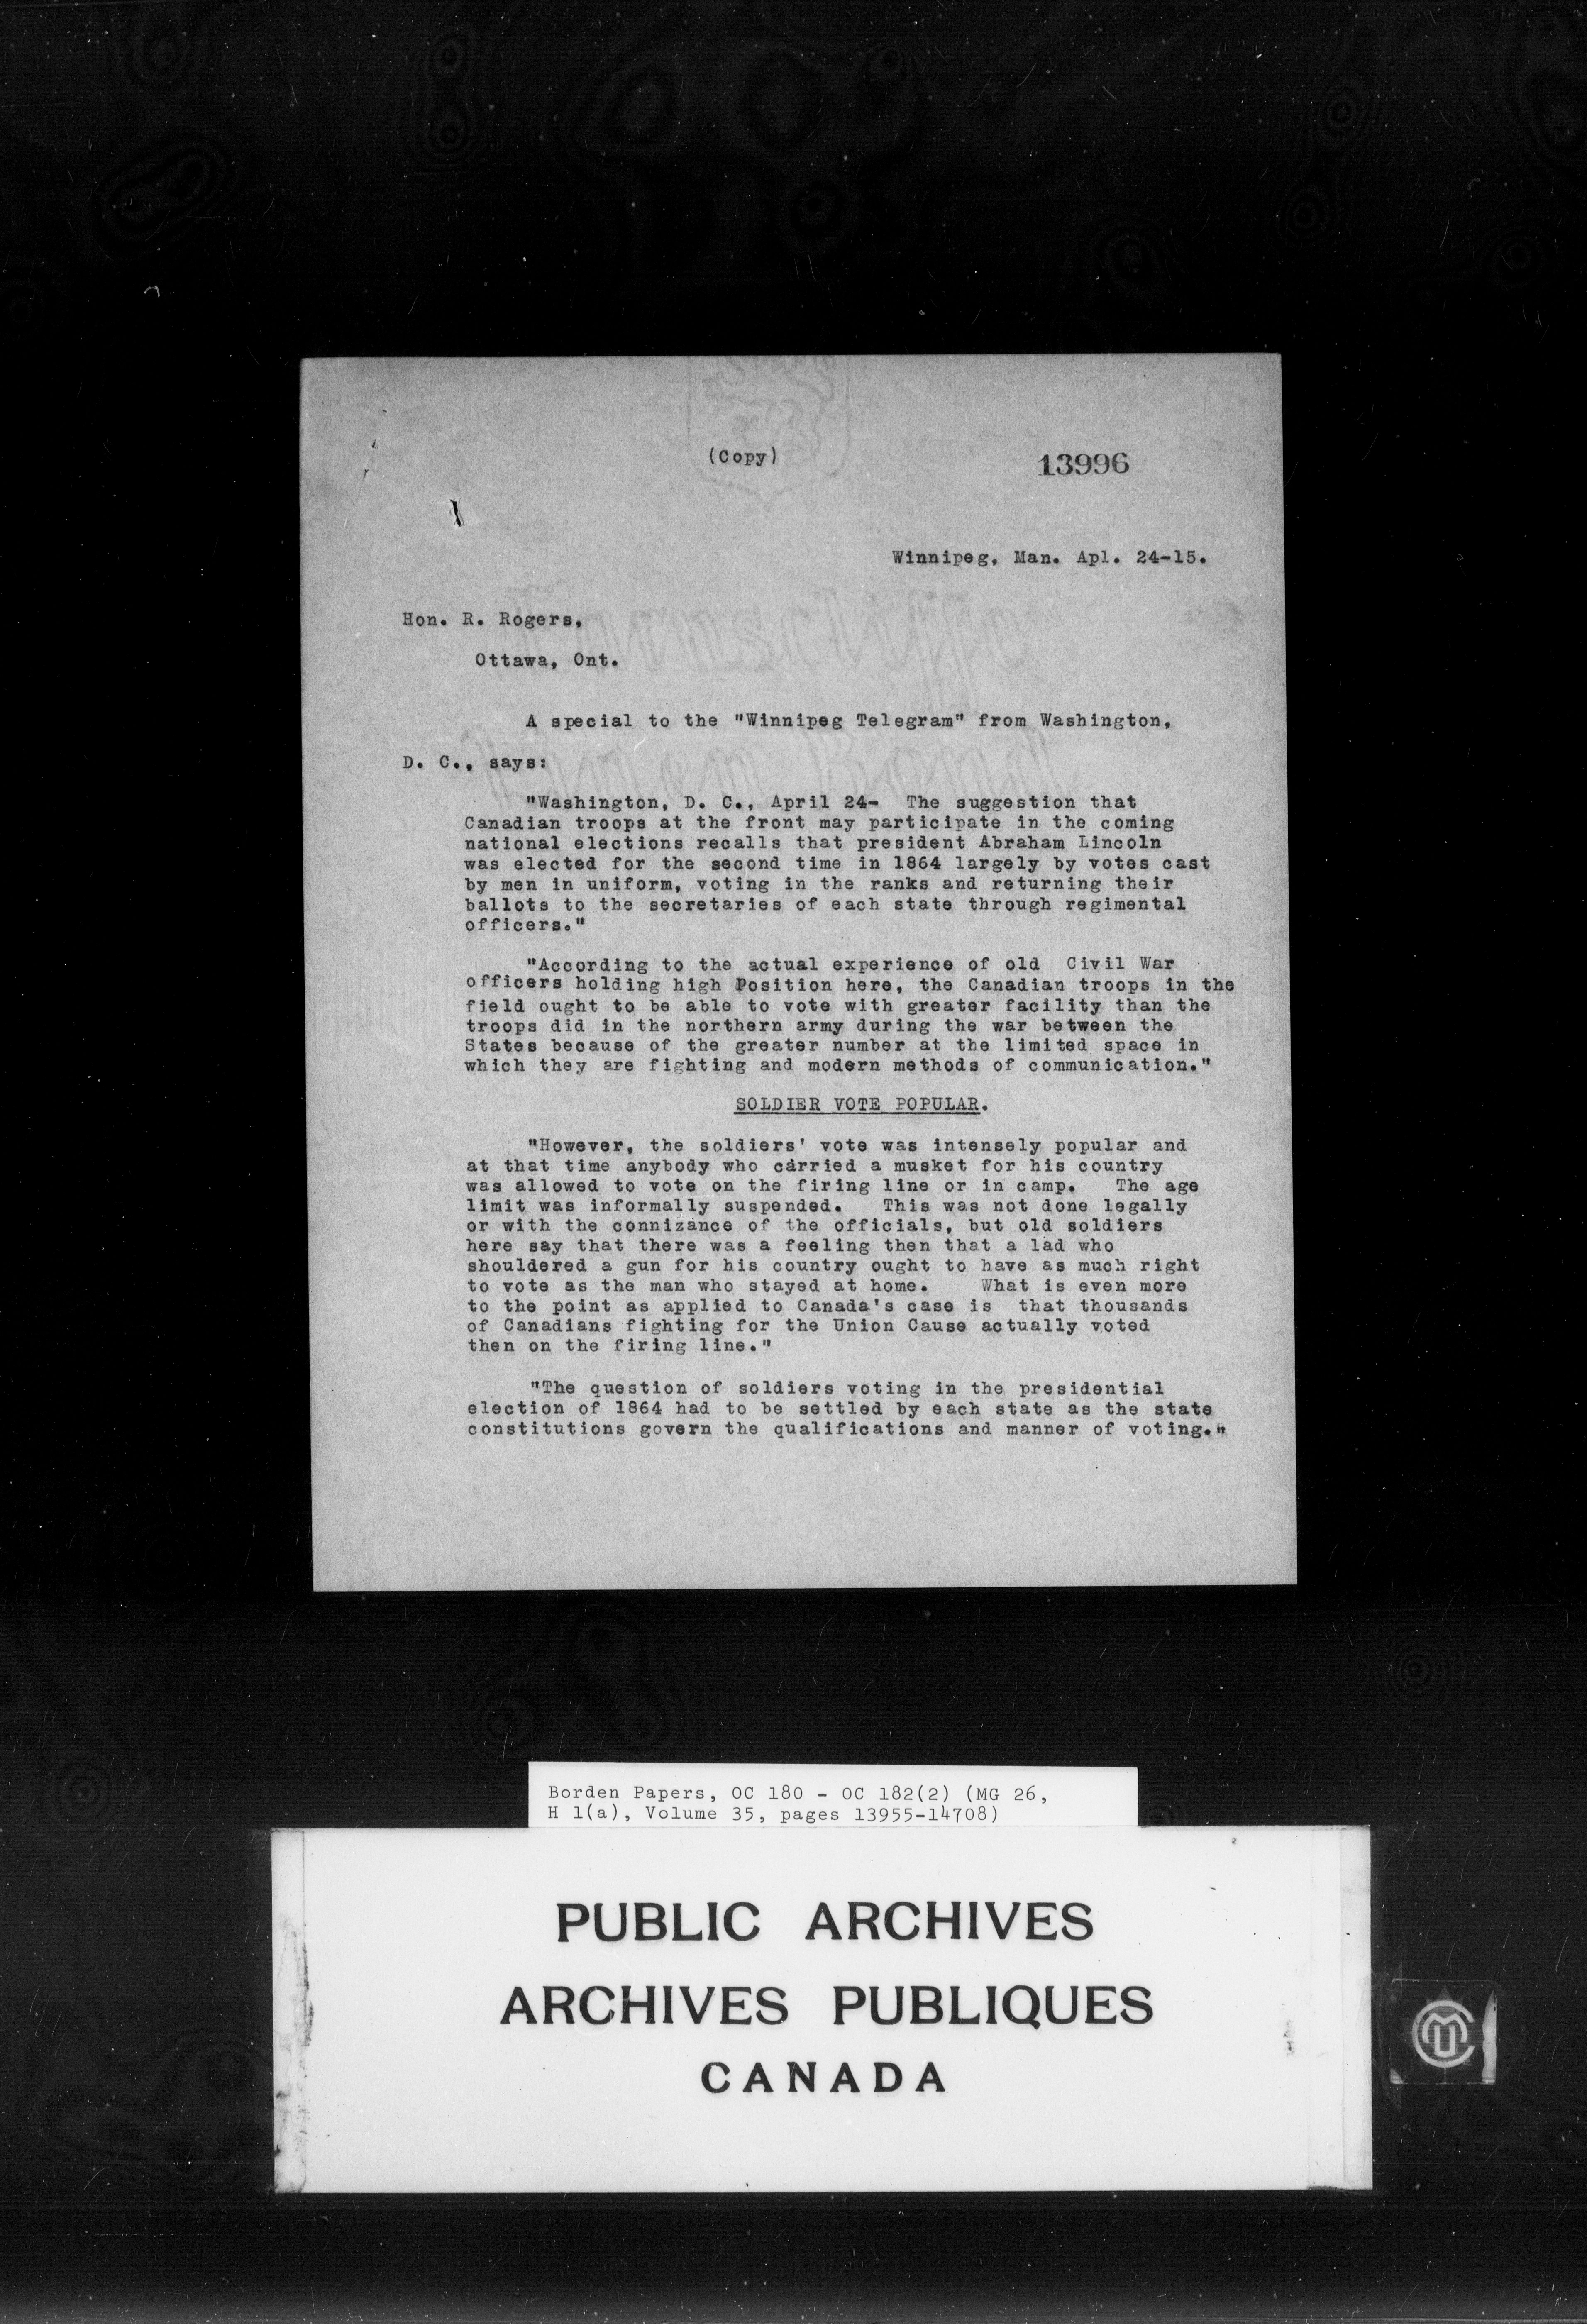 (Copy)
13996
Winnipeg, Man. Apl. 24-15.
Hon. R. Rogers,
Ottawa, Ont.
A special to the "Winnipeg Telegram" from Washington,
D. C., says:
"Washington, D. C., April 24- The suggestion that
Canadian troops at the front may participate in the coming
national elections recalls that president Abraham Lincoln
was elected for the second time in 1864 largely by votes cast
by men in uniform, voting in the ranks and returning their
ballots to the secretaries of each state through regimental
officers."
"According to the actual experience of old Civil War
officers holding high Position here, the Canadian troops in the
field ought to be able to vote with greater facility than the
troops did in the northern army during the war between the
States because of the greater number at the limited space in
which they are fighting and modern methods of communication."
SOLDIER VOTE POPULAR.
"However, the soldiers' vote was intensely popular and
at that time anybody who carried a musket for his country
was allowed to vote on the firing line or in camp. The age
limit was informally suspended. This was not done legally
or with the connizance of the officials, but old soldiers
here say that there was a feeling then that a lad who
shouldered a gun for his country ought to have as much right
to vote as the man who stayed at home. What is even more
to the point as applied to Canada's case is that thousands
of Canadians fighting for the Union Cause actually voted
then on the firing line."
"The question of soldiers voting in the presidential
election of 1864 had to be settled by each state as the state
constitutions govern the qualifications and manner of voting."
Borden Papers, OC 180 - OC 182(2) (MG 26,
H 1(a), Volume 35, pages 13955-14708)
PUBLIC ARCHIVES
ARCHIVES PUBLIQUES
CANADA